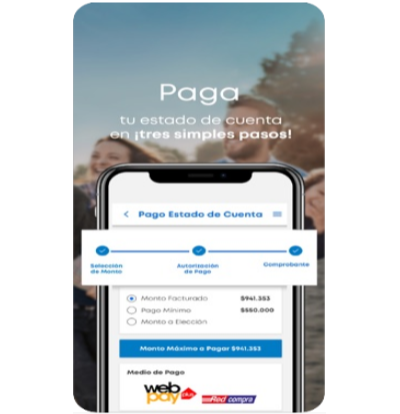 Paga
tu estado de cuenta
en ¡tres simples pasos!
Pago Estado de Cuenta
Selección
de Monto
Autorización
de Pago
Comprobante
Monto Facturado $941.353
Pago Mínimo $550.000
Monto a Elección
Monto Máximo a Pagar $941.353
Medio de Pago
web
pay plus
Red compra